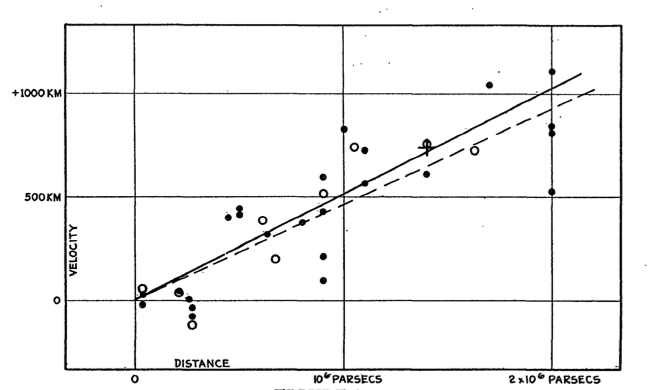 +1000 KM
500 KM
0
VELOCITY
DISTANCE
0
10⁶ PARSECS
2 x 10⁶ PARSECS